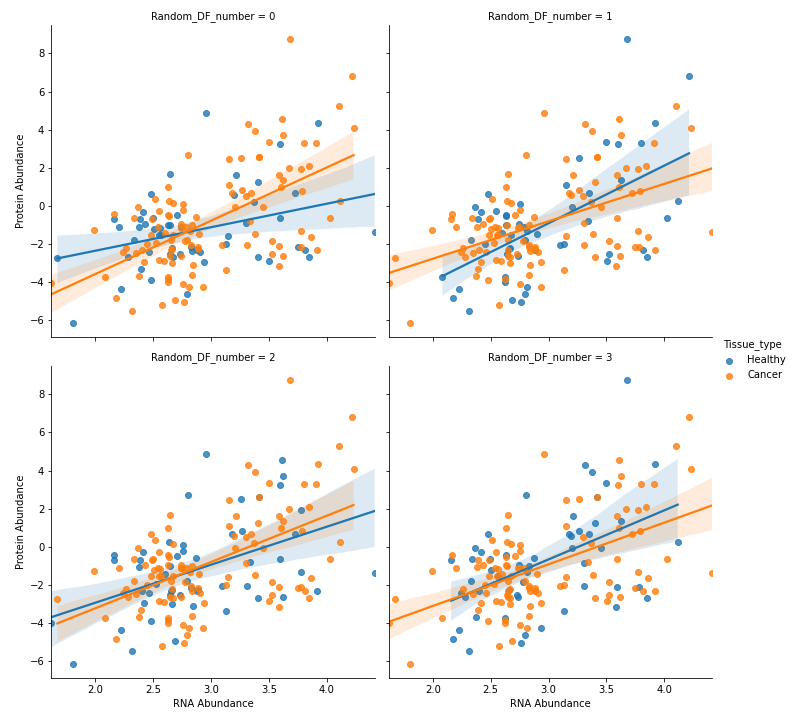 Random_DF_number = 0
Random_DF_number = 1
8
6
4
2
0
−2
−4
−6
Protein Abundance
Tissue_type
Healthy
Cancer
Random_DF_number = 2
Random_DF_number = 3
8
6
4
2
0
−2
−4
−6
Protein Abundance
2.0 2.5 3.0 3.5 4.0
2.0 2.5 3.0 3.5 4.0
RNA Abundance
RNA Abundance